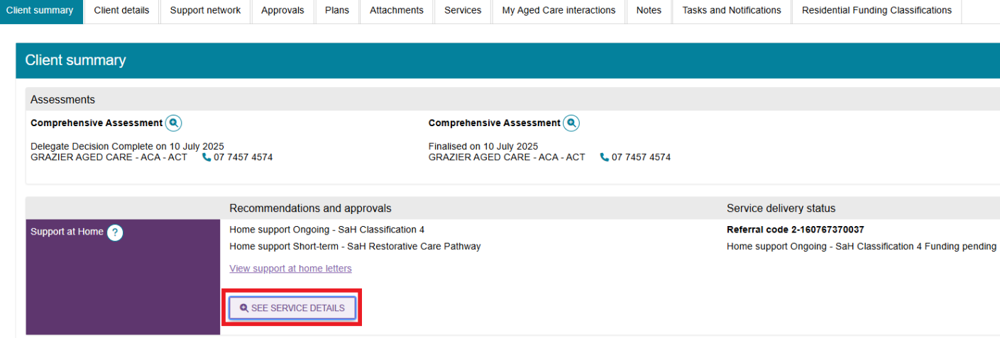 Client summary
Client details
Support network
Approvals
Plans
Attachments
Services
My Aged Care interactions
Notes
Tasks and Notifications
Residential Funding Classifications
Client summary
Assessments
Comprehensive Assessment
Delegate Decision Complete on 10 July 2025
GRAZIER AGED CARE - ACA - ACT 07 7457 4574
Comprehensive Assessment
Finalised on 10 July 2025
GRAZIER AGED CARE - ACA - ACT 07 7457 4574
Recommendations and approvals
Service delivery status
Support at Home ?
Home support Ongoing - SaH Classification 4
Home support Short-term - SaH Restorative Care Pathway
View support at home letters
SEE SERVICE DETAILS
Referral code 2-160767370037
Home support Ongoing - SaH Classification 4 Funding pending